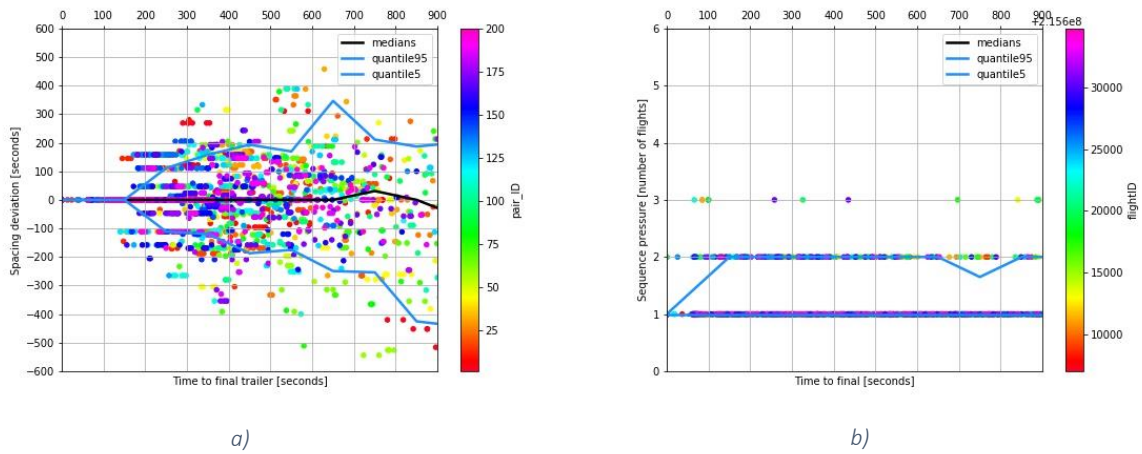 0 100 200 300 400 500 600 700 800 900
600
500
400
300
200
100
0
−100
−200
−300
−400
−500
−600
Spacing deviation [seconds]
Time to final trailer [seconds]
medians
quantile95
quantile5
200
175
150
125
100
75
50
25
pair_ID
a)
0 100 200 300 400 500 600 700 800 900
+2.156e8
6
5
4
3
2
1
0
Sequence pressure [number of flights]
Time to final [seconds]
medians
quantile95
quantile5
30000
25000
20000
15000
10000
flightID
b)